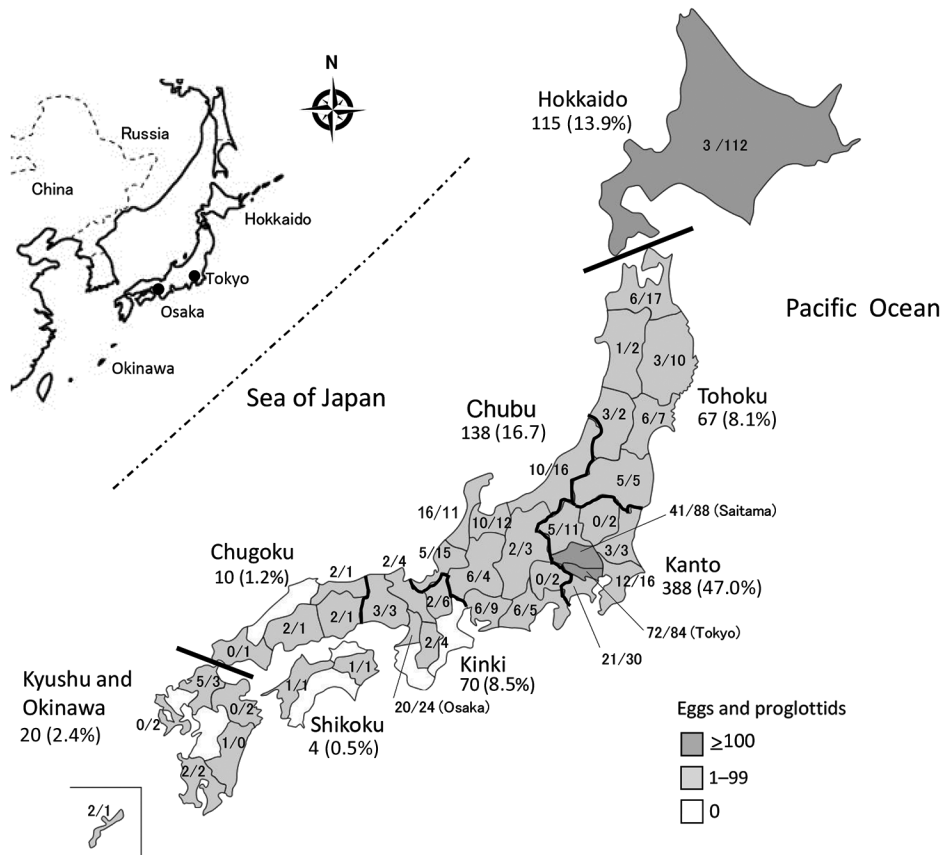 N
Russia
China
Hokkaido
Tokyo
Osaka
Okinawa
Hokkaido
115 (13.9%)
3 /112
Pacific Ocean
Sea of Japan
6/17
1/2
3/10
Tohoku
67 (8.1%)
3/2
6/7
5/5
Chubu
138 (16.7)
10/16
16/11
10/12
5/15
2/3
6/4
0/2
6/9
6/5
0/2
5/11
41/88 (Saitama)
3/3
Kanto
388 (47.0%)
12/16
72/84 (Tokyo)
21/30
Chugoku
10 (1.2%)
2/1
2/1
2/1
0/1
2/4
3/3
2/6
2/4
Kinki
70 (8.5%)
20/24 (Osaka)
1/1
1/1
Shikoku
4 (0.5%)
Kyushu and
Okinawa
20 (2.4%)
5/3
0/2
0/2
1/0
2/2
2/1
Eggs and proglottids
≥100
1–99
0